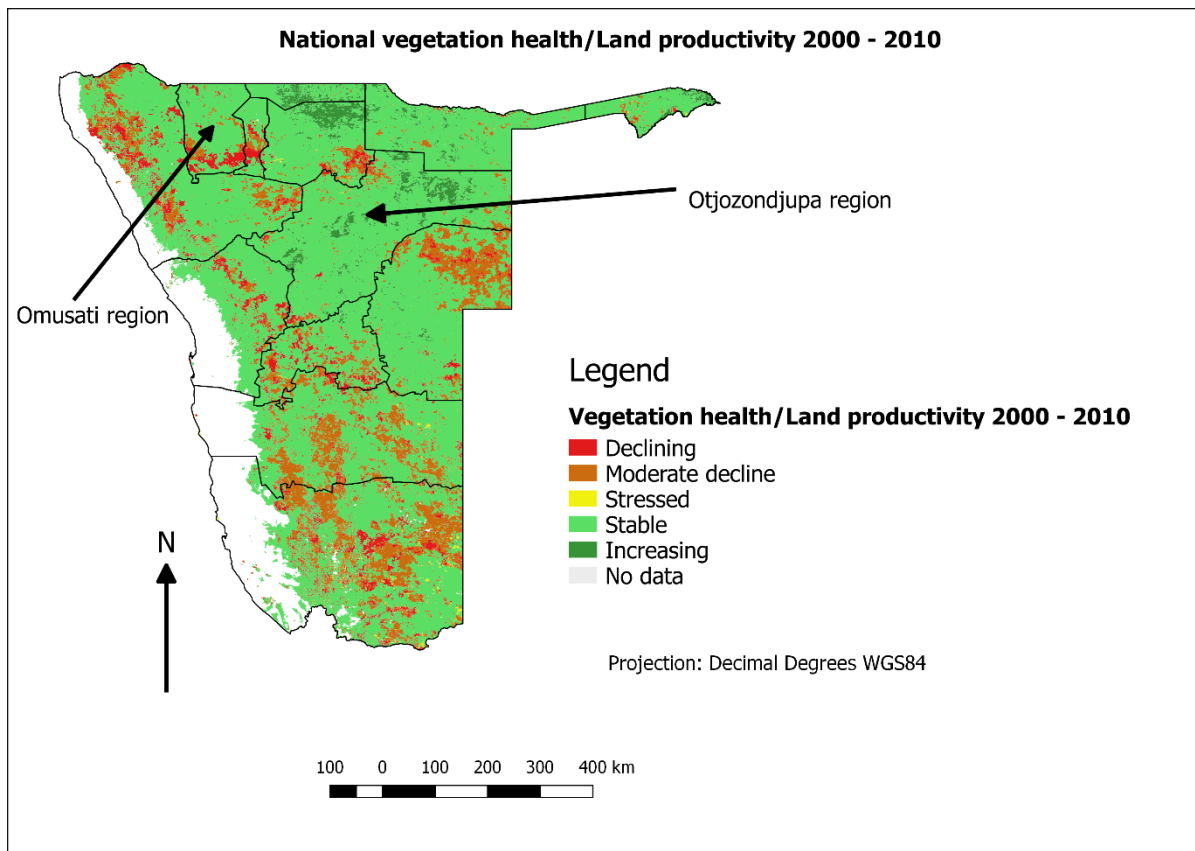 National vegetation health/Land productivity 2000 - 2010
Otjozondjupa region
Omusati region
Legend
Vegetation health/Land productivity 2000 - 2010
Declining
Moderate decline
Stressed
Stable
Increasing
No data
N
Projection: Decimal Degrees WGS84
100 0 100 200 300 400 km